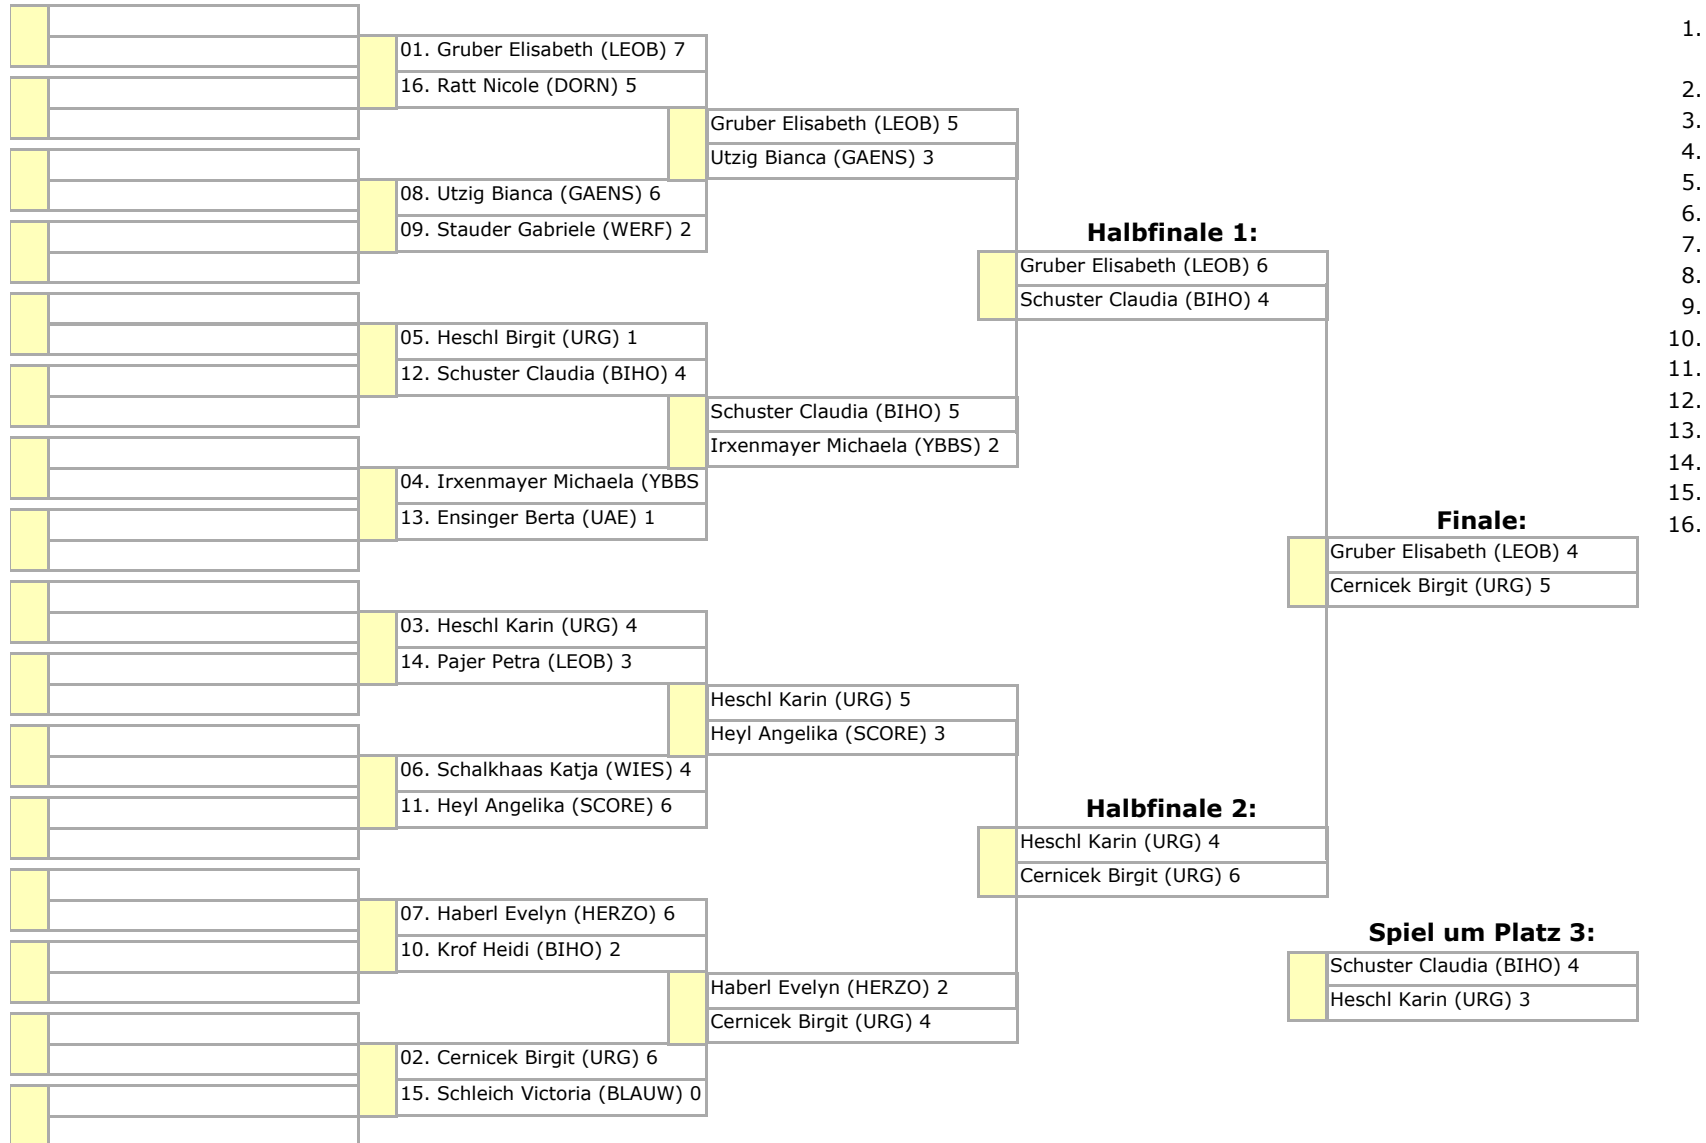 01. Gruber Elisabeth (LEOB) 7
16. Ratt Nicole (DORN) 5
08. Utzig Bianca (GAENS) 6
09. Stauder Gabriele (WERF) 2
05. Heschl Birgit (URG) 1
12. Schuster Claudia (BIHO) 4
04. Irxenmayer Michaela (YBBS
13. Ensinger Berta (UAE) 1
03. Heschl Karin (URG) 4
14. Pajer Petra (LEOB) 3
06. Schalkhaas Katja (WIES) 4
11. Heyl Angelika (SCORE) 6
07. Haberl Evelyn (HERZO) 6
10. Krof Heidi (BIHO) 2
02. Cernicek Birgit (URG) 6
15. Schleich Victoria (BLAUW) 0
Gruber Elisabeth (LEOB) 5
Utzig Bianca (GAENS) 3
Schuster Claudia (BIHO) 5
Irxenmayer Michaela (YBBS) 2
Heschl Karin (URG) 5
Heyl Angelika (SCORE) 3
Haberl Evelyn (HERZO) 2
Cernicek Birgit (URG) 4
Halbfinale 1:
Gruber Elisabeth (LEOB) 6
Schuster Claudia (BIHO) 4
Halbfinale 2:
Heschl Karin (URG) 4
Cernicek Birgit (URG) 6
Finale:
Gruber Elisabeth (LEOB) 4
Cernicek Birgit (URG) 5
Spiel um Platz 3:
Schuster Claudia (BIHO) 4
Heschl Karin (URG) 3
1.
2.
3.
4.
5.
6.
7.
8.
9.
10.
11.
12.
13.
14.
15.
16.